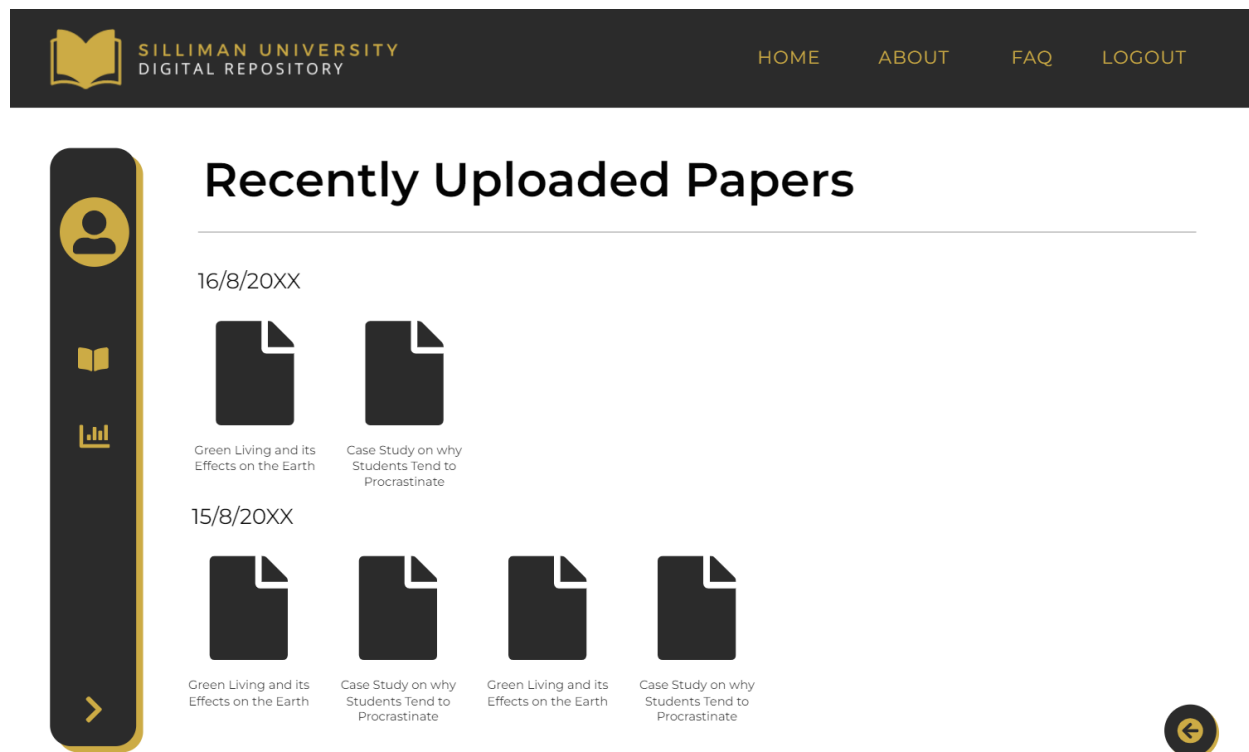 SILLIMAN UNIVERSITY
DIGITAL REPOSITORY
HOME ABOUT FAQ LOGOUT
Recently Uploaded Papers
16/8/20XX
Green Living and its
Effects on the Earth
Case Study on why
Students Tend to
Procrastinate
15/8/20XX
Green Living and its
Effects on the Earth
Case Study on why
Students Tend to
Procrastinate
Green Living and its
Effects on the Earth
Case Study on why
Students Tend to
Procrastinate